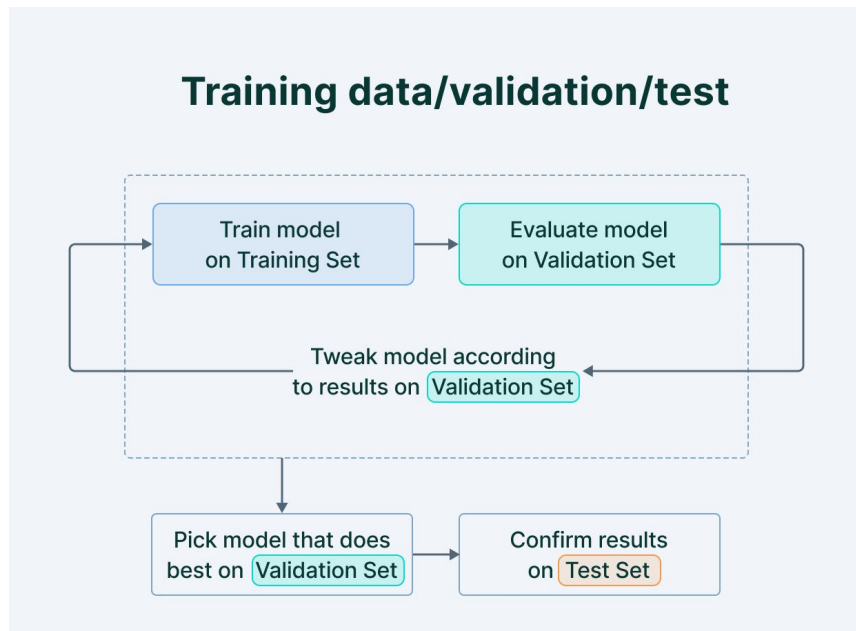 Training data/validation/test
Train model
on Training Set
Evaluate model
on Validation Set
Tweak model according
to results on Validation Set
Pick model that does
best on Validation Set
Confirm results
on Test Set